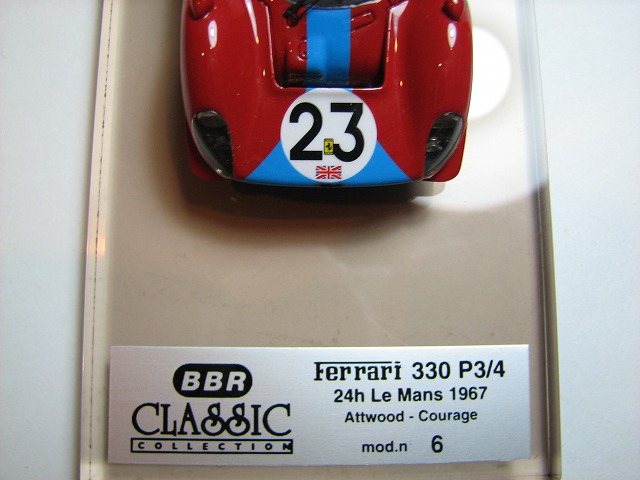 23
BBR
CLASSIC
COLLECTION
Ferrari 330 P3/4
24h Le Mans 1967
Attwood - Courage
mod.n 6